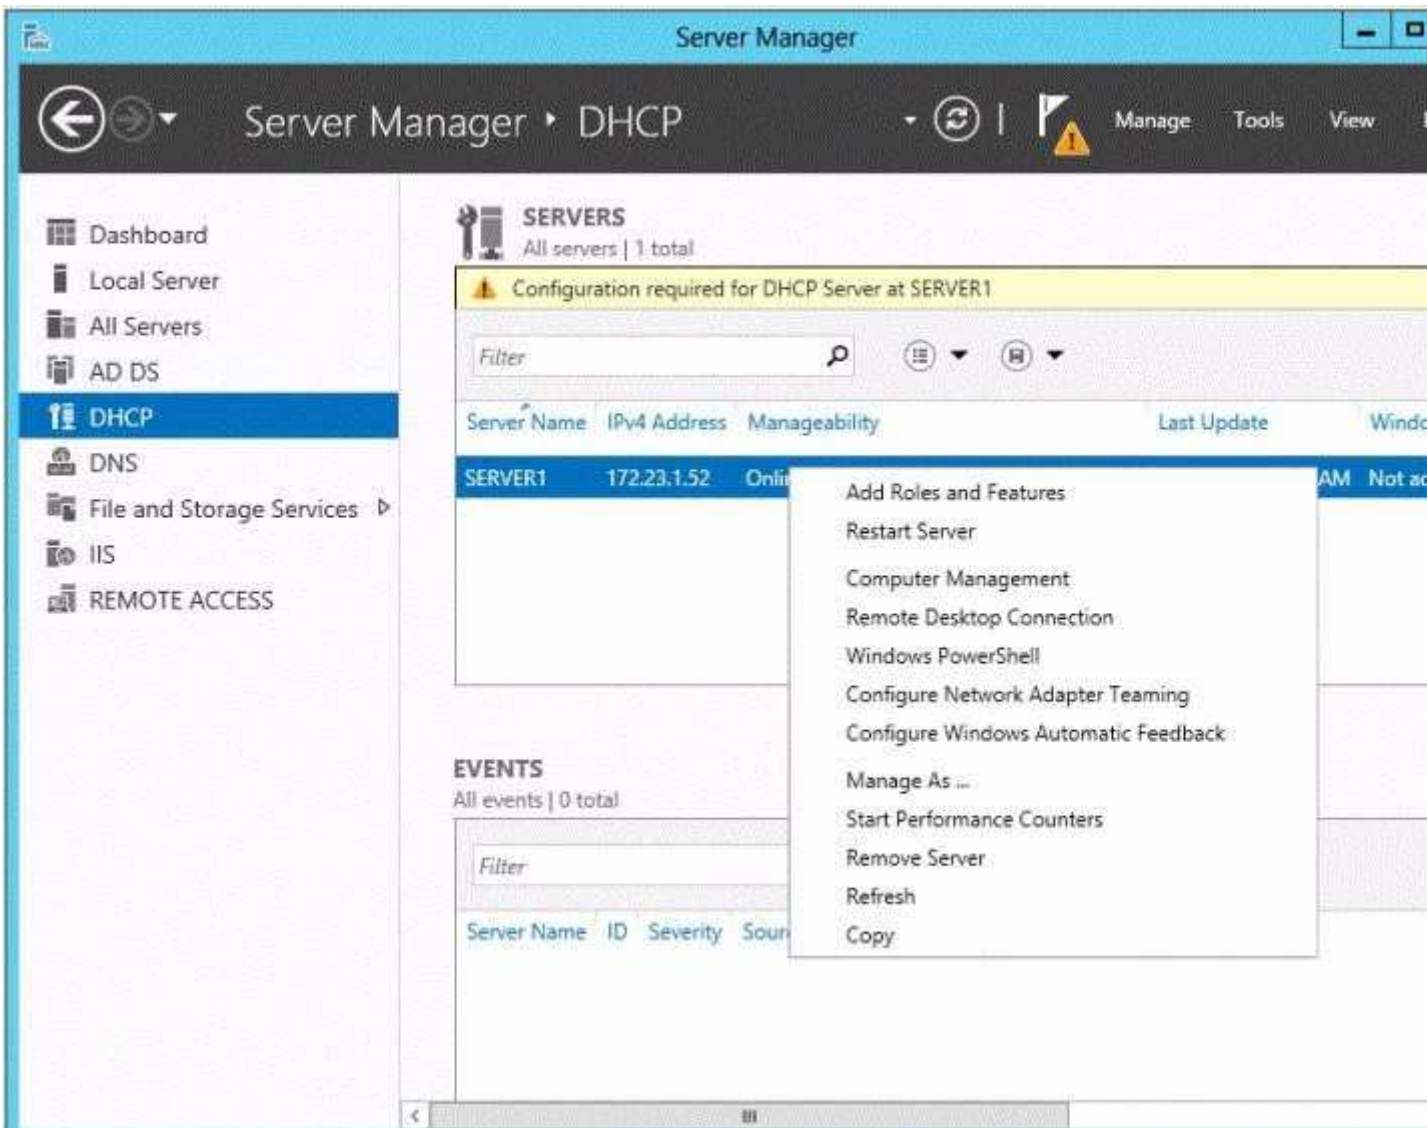 Server Manager
Server Manager • DHCP
Manage Tools View
Dashboard
Local Server
All Servers
AD DS
DHCP
DNS
File and Storage Services
IIS
REMOTE ACCESS
SERVERS
All servers | 1 total
Configuration required for DHCP Server at SERVER1
Filter
Server Name IPv4 Address Manageability Last Update
SERVER1 172.23.1.52 AM Not
Add Roles and Features
Restart Server
Computer Management
Remote Desktop Connection
Windows PowerShell
Configure Network Adapter Teaming
Configure Windows Automatic Feedback
Manage As ...
Start Performance Counters
Remove Server
Refresh
Copy
EVENTS
All events | 0 total
Filter
Server Name ID Severity